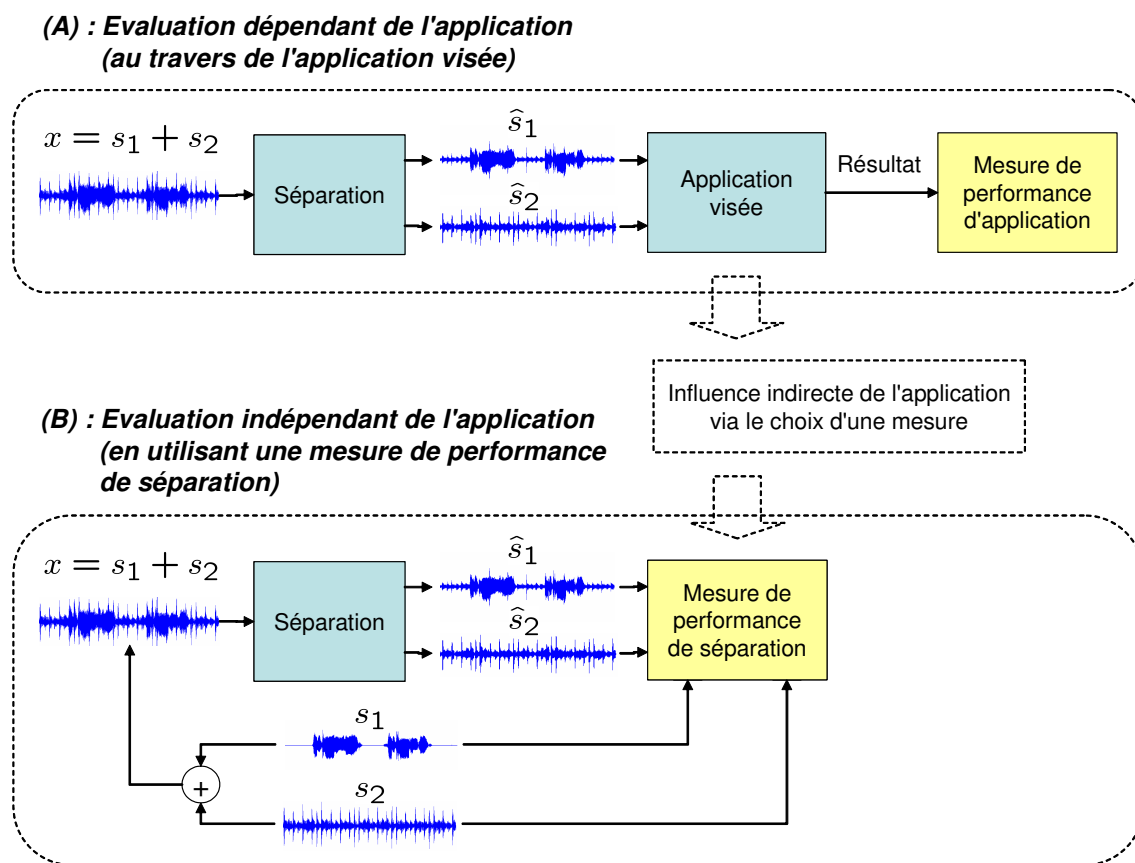 (A) : Evaluation dépendant de l'application
(au travers de l'application visée)
x = s₁ + s₂
Séparation
ŝ₁
ŝ₂
Application
visée
Résultat
Mesure de
performance
d'application
Influence indirecte de l'application
via le choix d'une mesure
(B) : Evaluation indépendant de l'application
(en utilisant une mesure de performance
de séparation)
x = s₁ + s₂
Séparation
ŝ₁
ŝ₂
Mesure de
performance
de séparation
s₁
+
s₂